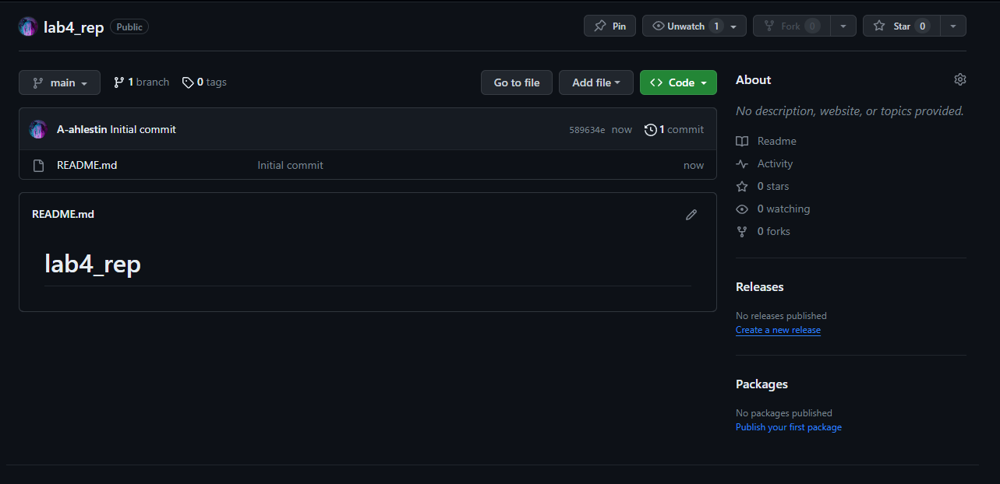 lab4_rep Public Pin Unwatch 1 Fork 0 Star 0
main 1 branch 0 tags Go to file Add file Code
A-ahlestin Initial commit 589634e now 1 commit
README.md Initial commit now
README.md
lab4_rep
About
No description, website, or topics provided.
Readme
Activity
0 stars
0 watching
0 forks
Releases
No releases published
Create a new release
Packages
No packages published
Publish your first package